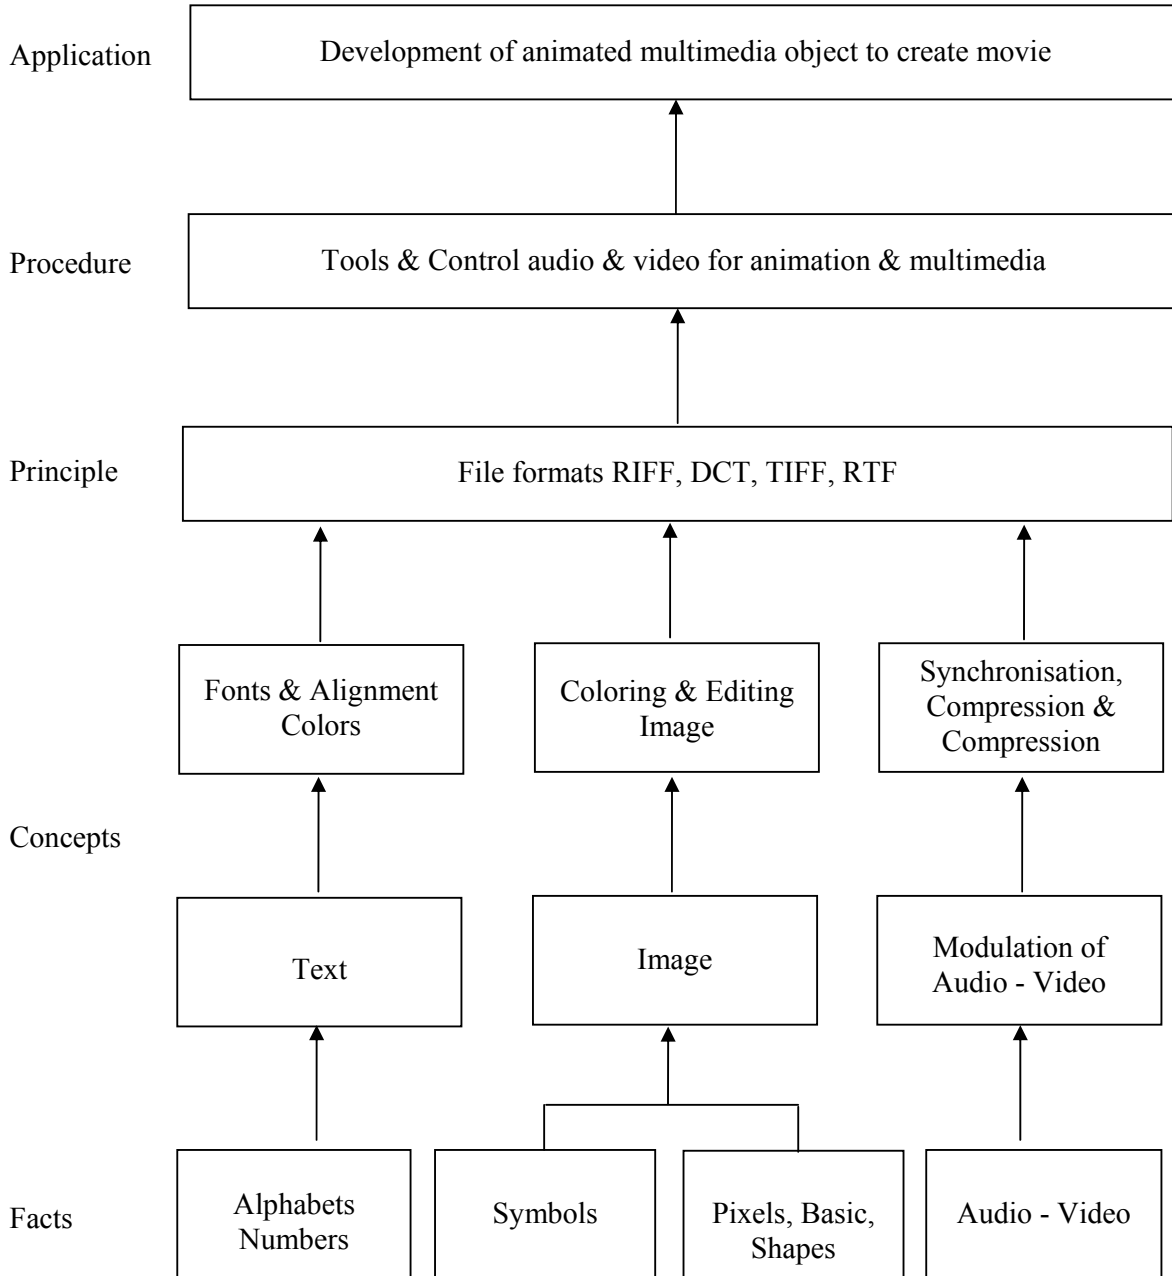 Application
Development of animated multimedia object to create movie
Procedure
Tools & Control audio & video for animation & multimedia
Principle
File formats RIFF, DCT, TIFF, RTF
Fonts & Alignment
Colors
Coloring & Editing
Image
Synchronisation,
Compression &
Compression
Concepts
Text
Image
Modulation of
Audio - Video
Facts
Alphabets
Numbers
Symbols
Pixels, Basic,
Shapes
Audio - Video